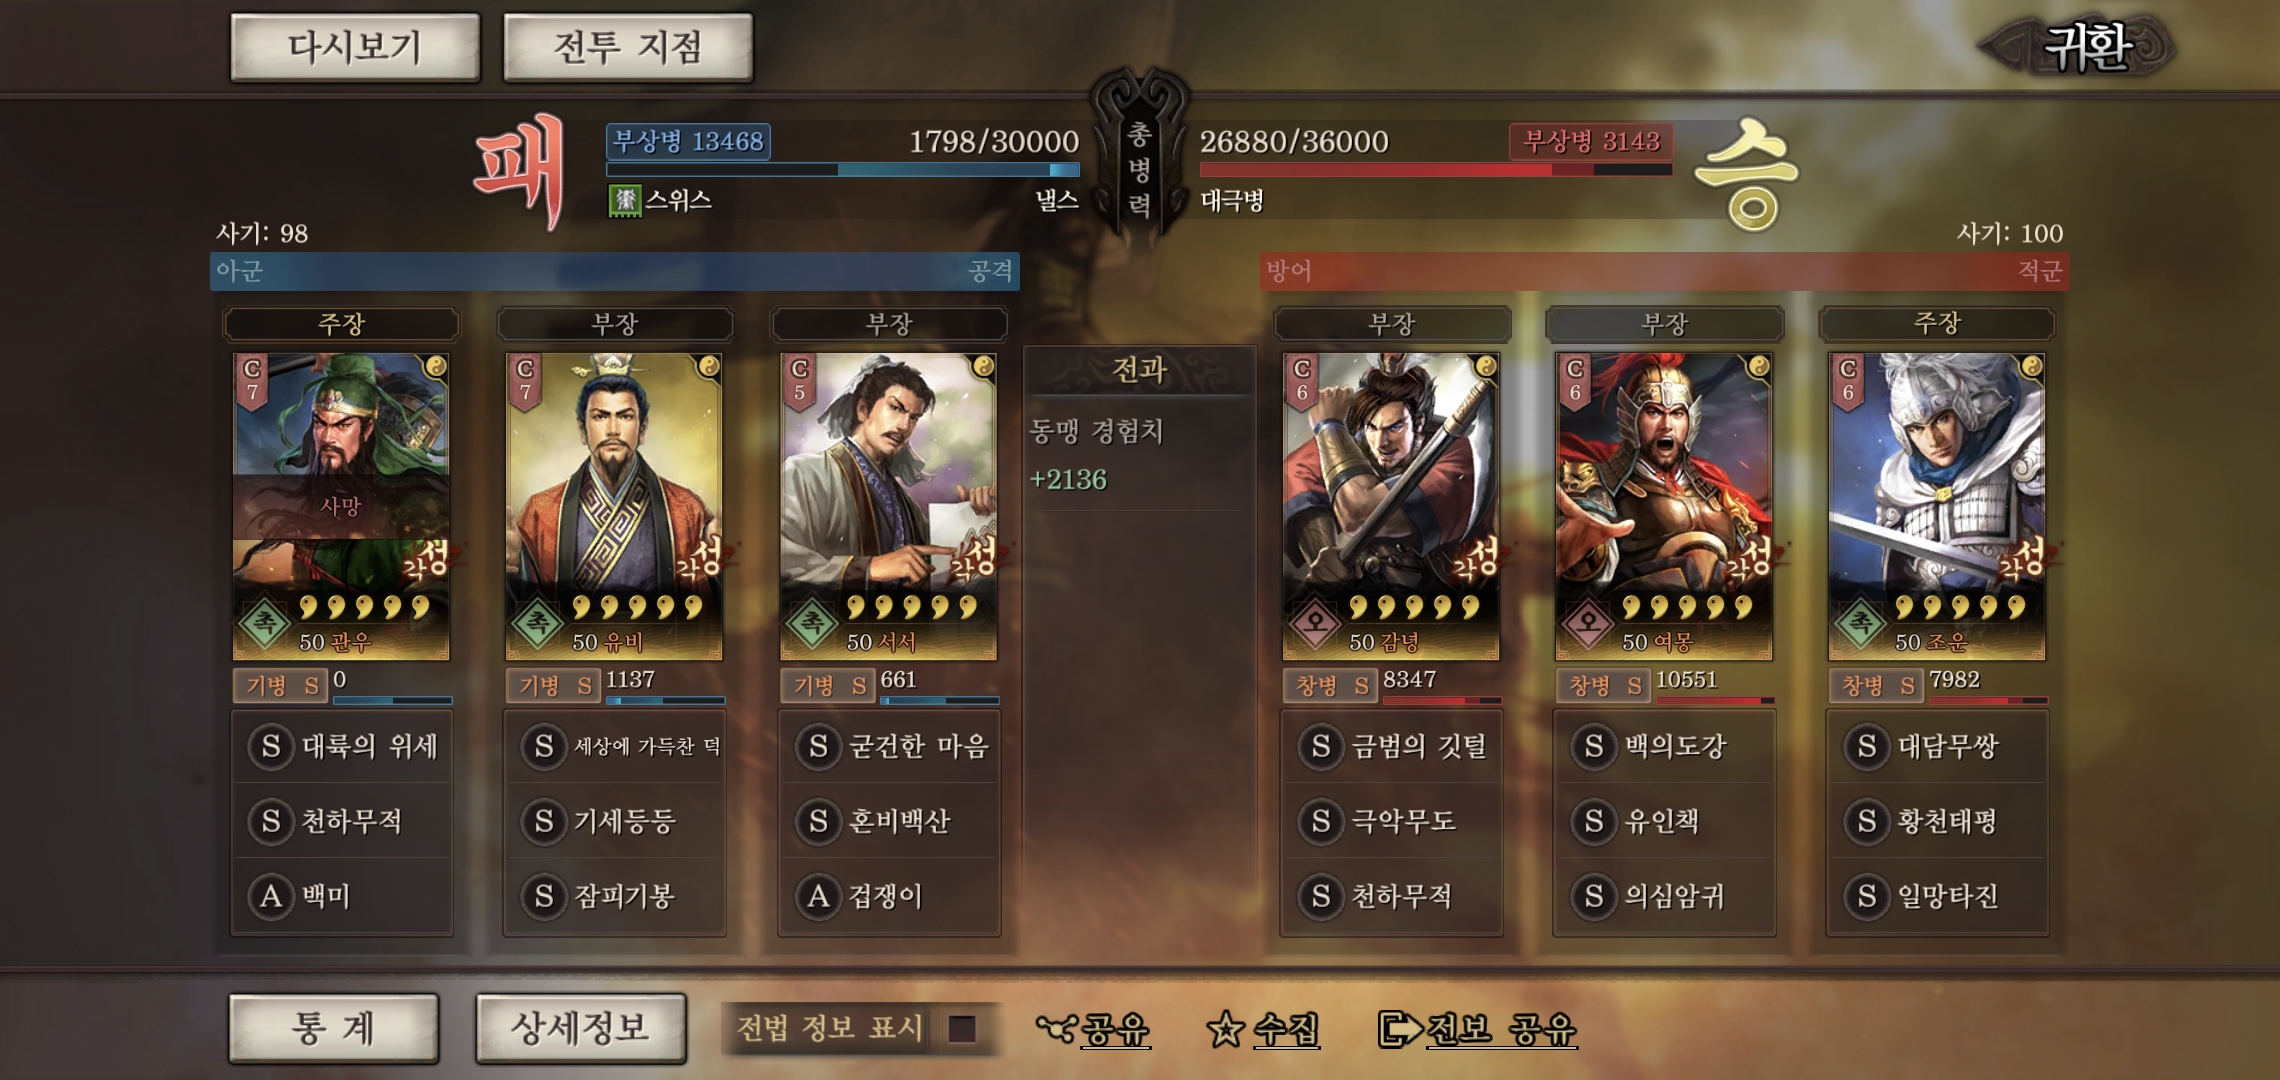 다시보기
전투 지점
귀환
패
부상병 13468
1798/30000
총병력
26880/36000
부상병 3143
승
스위스
낼스
대극병
사기: 98
사기: 100
아군
공격
방어
적군
주장
부장
부장
전과
부장
부장
주장
C
7
C
7
C
5
C
6
C
6
C
6
동맹 경험치
+2136
사망
각성
각성
각성
각성
각성
각성
촉
50 관우
촉
50 유비
촉
50 서서
오
50 감녕
오
50 여몽
촉
50 조운
기병 S
0
기병 S
1137
기병 S
661
창병 S
8347
창병 S
10551
창병 S
7982
S 대륙의 위세
S 세상에 가득찬 덕
S 굳건한 마음
S 금범의 깃털
S 백의도강
S 대담무쌍
S 천하무적
S 기세등등
S 혼비백산
S 극악무도
S 유인책
S 황천태평
A 백미
S 잠피기봉
A 겁쟁이
S 천하무적
S 의심암귀
S 일망타진
통 계
상세정보
전법 정보 표시
공유
수집
전보 공유